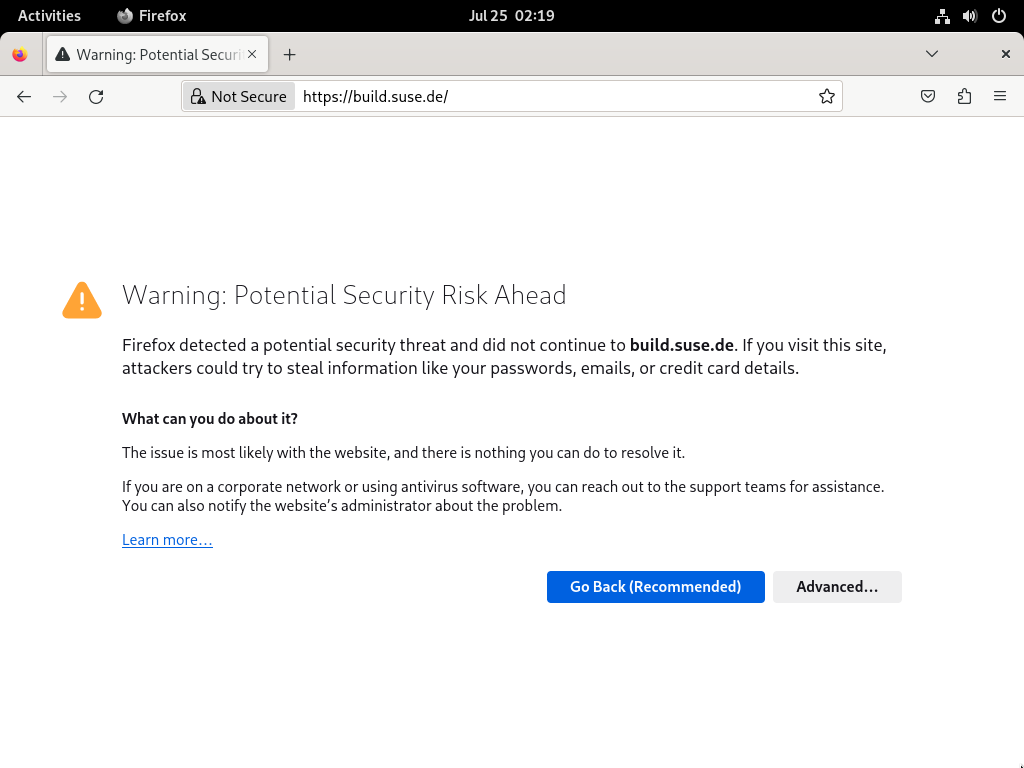 Activities Firefox Jul 25 02:19
Warning: Potential Securi
Not Secure https://build.suse.de/
Warning: Potential Security Risk Ahead
Firefox detected a potential security threat and did not continue to build.suse.de. If you visit this site,
attackers could try to steal information like your passwords, emails, or credit card details.
What can you do about it?
The issue is most likely with the website, and there is nothing you can do to resolve it.
If you are on a corporate network or using antivirus software, you can reach out to the support teams for assistance.
You can also notify the website’s administrator about the problem.
Learn more…
Go Back (Recommended) Advanced…